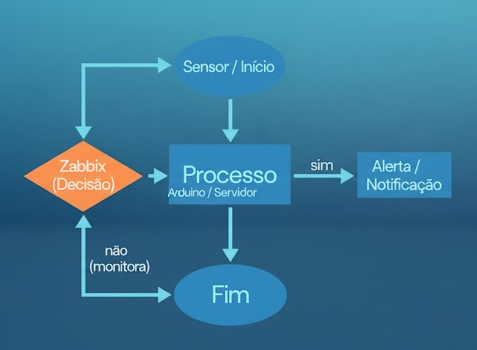 Sensor / Início
Zabbix
(Decisão)
Processo
Arduino / Servidor
sim
Alerta /
Notificação
não
(monitora)
Fim